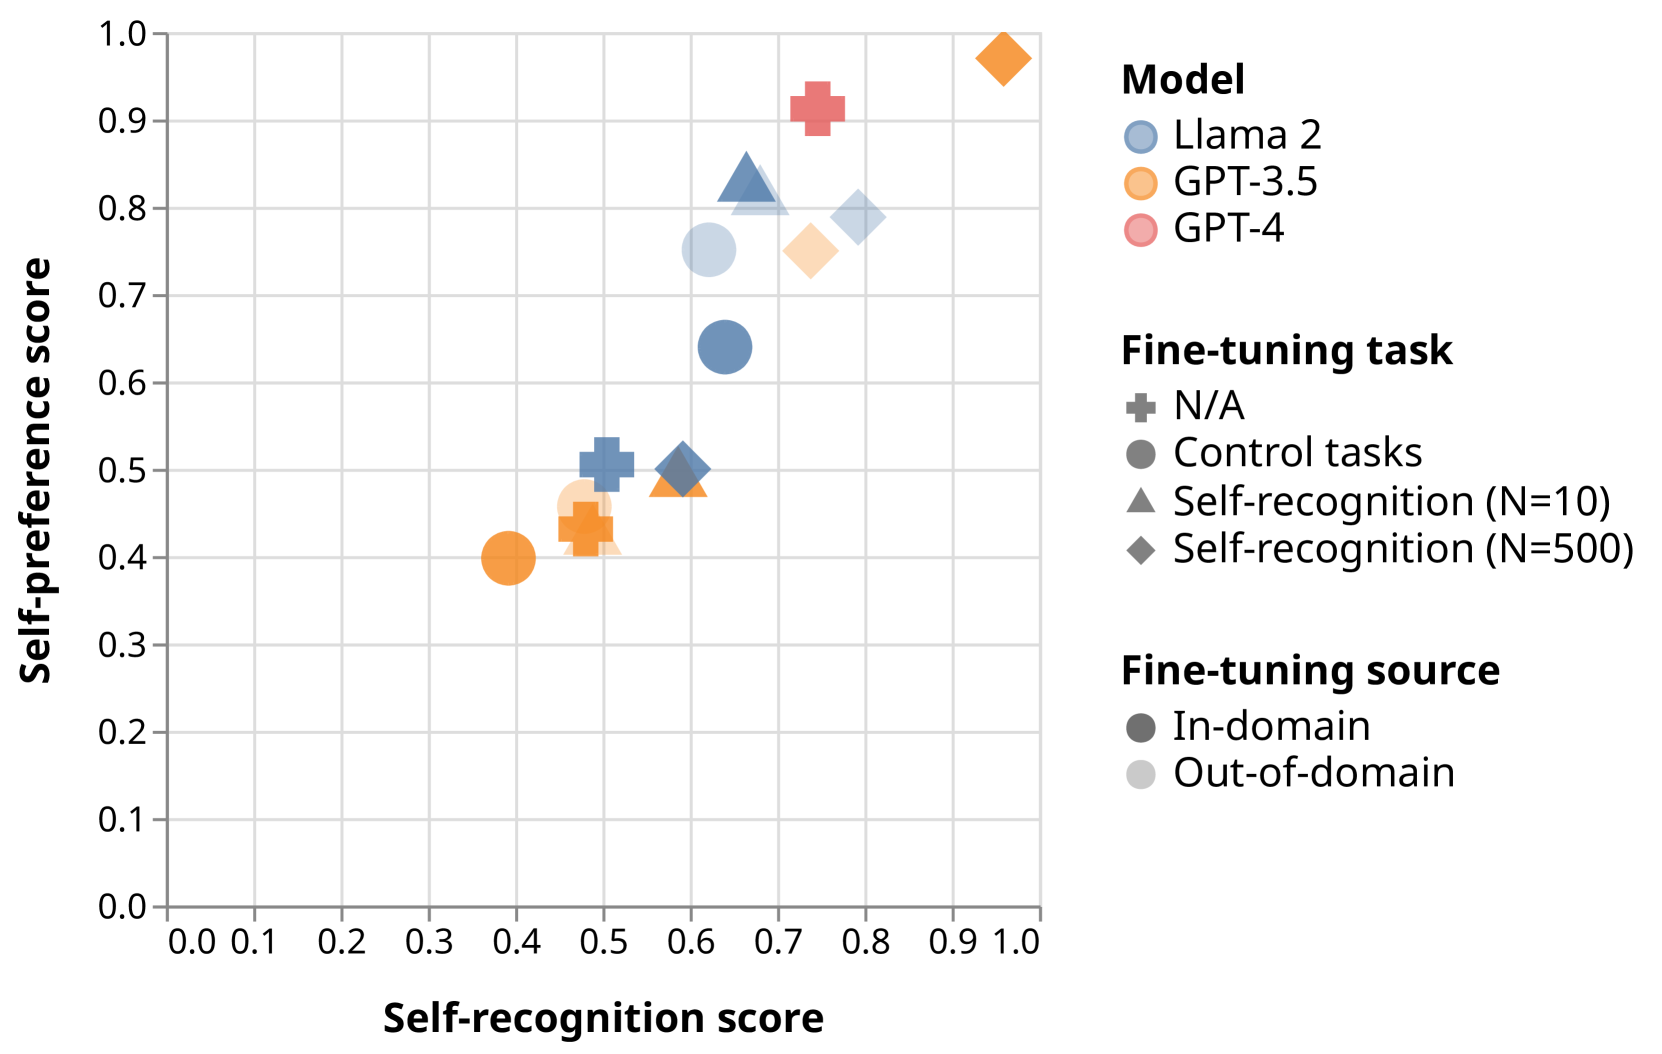 1.0
0.9
0.8
0.7
0.6
0.5
0.4
0.3
0.2
0.1
0.0
Self-preference score
0.0 0.1 0.2 0.3 0.4 0.5 0.6 0.7 0.8 0.9 1.0
Self-recognition score
Model
Llama 2
GPT-3.5
GPT-4
Fine-tuning task
N/A
Control tasks
Self-recognition (N=10)
Self-recognition (N=500)
Fine-tuning source
In-domain
Out-of-domain